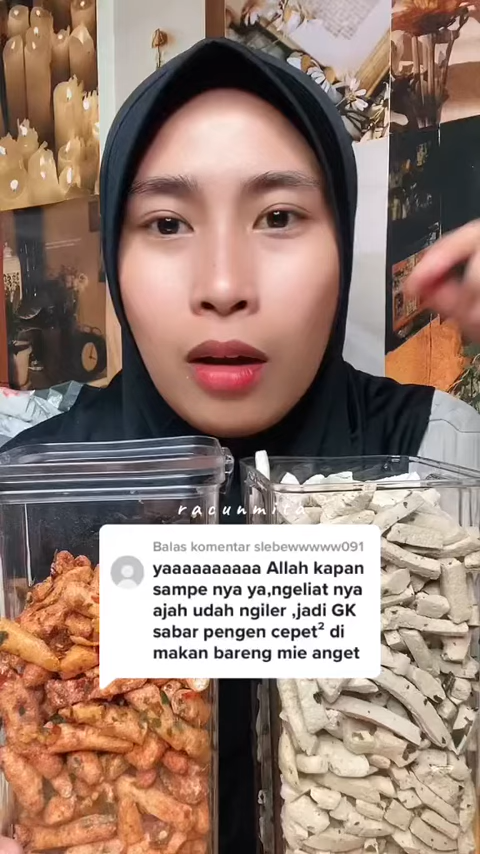 racunmita
Balas komentar slebewwwww091
yaaaaaaaaaa Allah kapan
sampe nya ya,ngeliat nya
ajah udah ngiler ,jadi GK
sabar pengen cepet² di
makan bareng mie anget